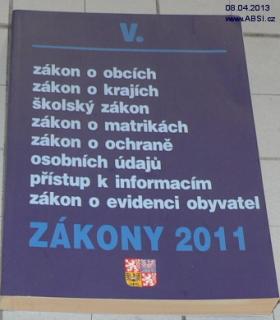 08.04.2013
www.ABSi.cz
V.
zákon o obcích
zákon o krajích
školský zákon
zákon o matrikách
zákon o ochraně
osobních údajů
přístup k informacím
zákon o evidenci obyvatel
ZÁKONY 2011